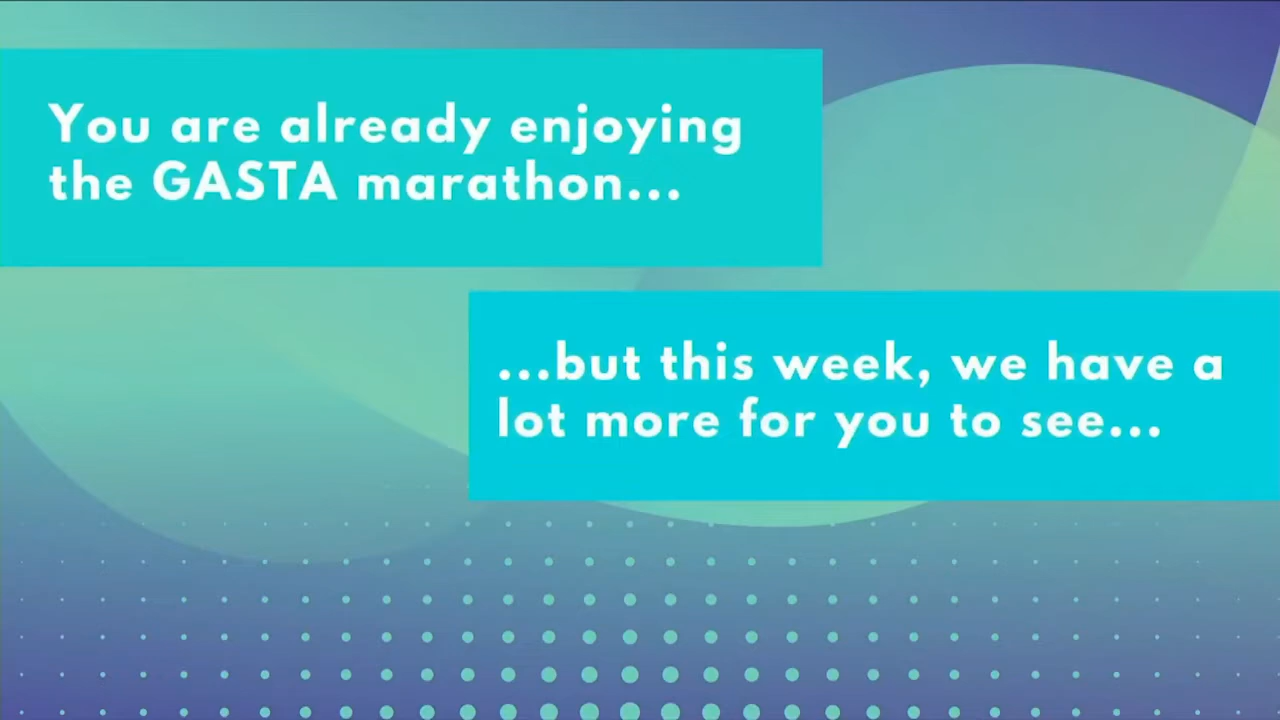 You are already enjoying
the GASTA marathon...
...but this week, we have a
lot more for you to see...